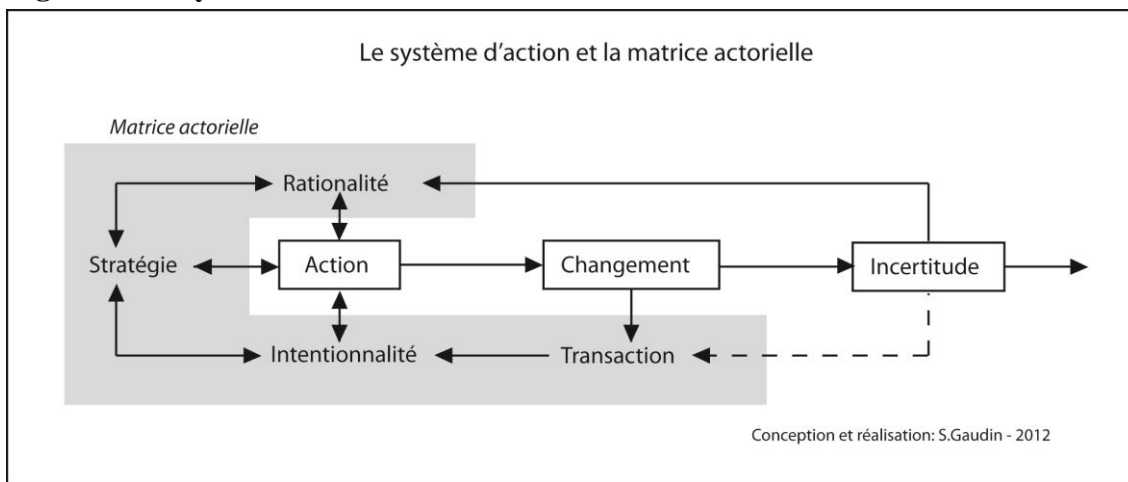 Le système d'action et la matrice actorielle
Matrice actorielle
Rationalité
Stratégie
Action
Changement
Incertitude
Intentionnalité
Transaction
Conception et réalisation: S.Gaudin - 2012